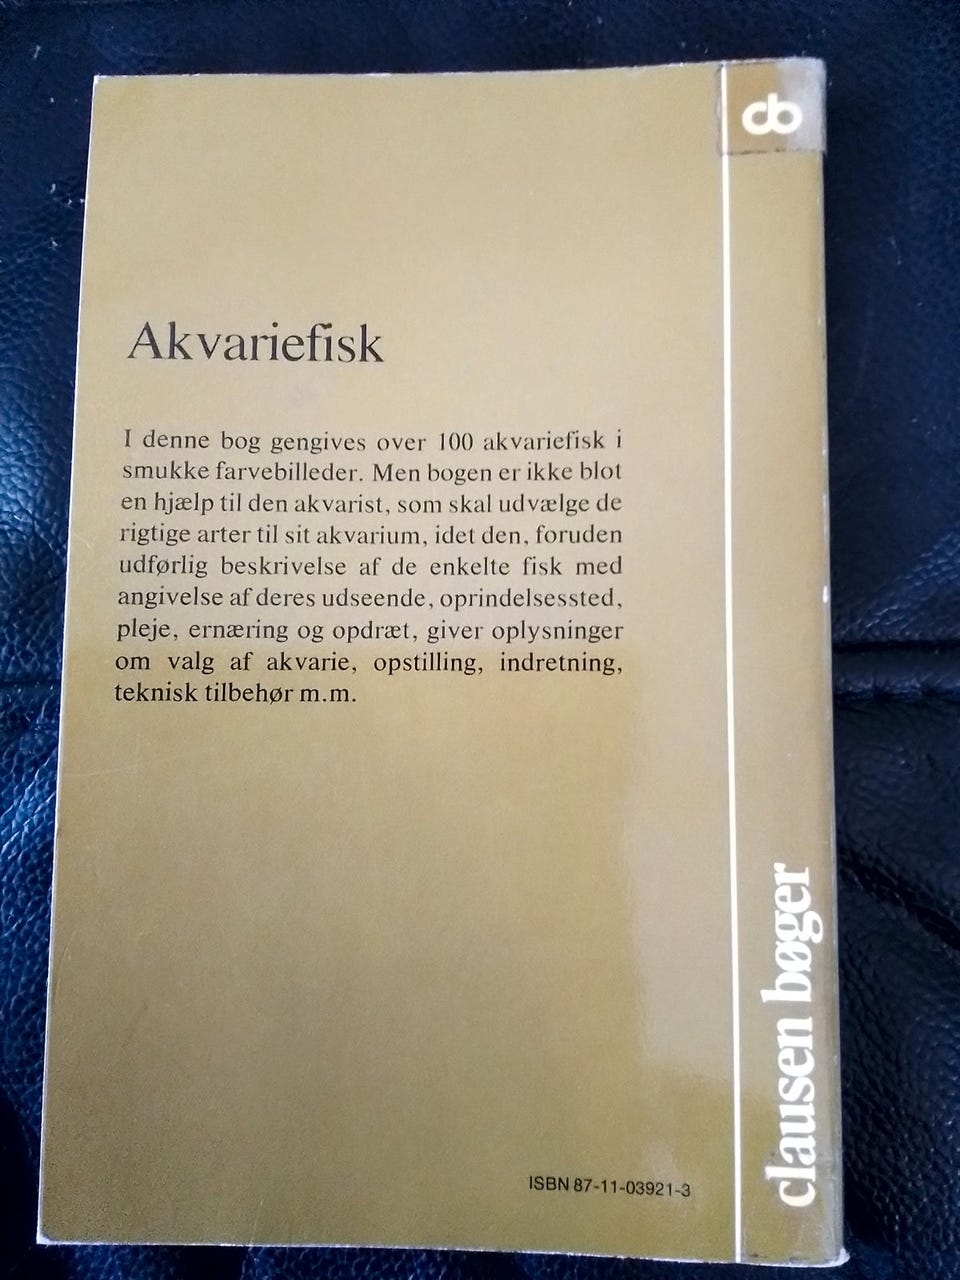 cb
Akvariefisk
I denne bog gengives over 100 akvariefisk i
smukke farvebilleder. Men bogen er ikke blot
en hjælp til den akvarist, som skal udvælge de
rigtige arter til sit akvarium, idet den, foruden
udførlig beskrivelse af de enkelte fisk med
angivelse af deres udseende, oprindelsessted,
pleje, ernæring og opdræt, giver oplysninger
om valg af akvarie, opstilling, indretning,
teknisk tilbehør m.m.
clausen bøger
ISBN 87-11-03921-3